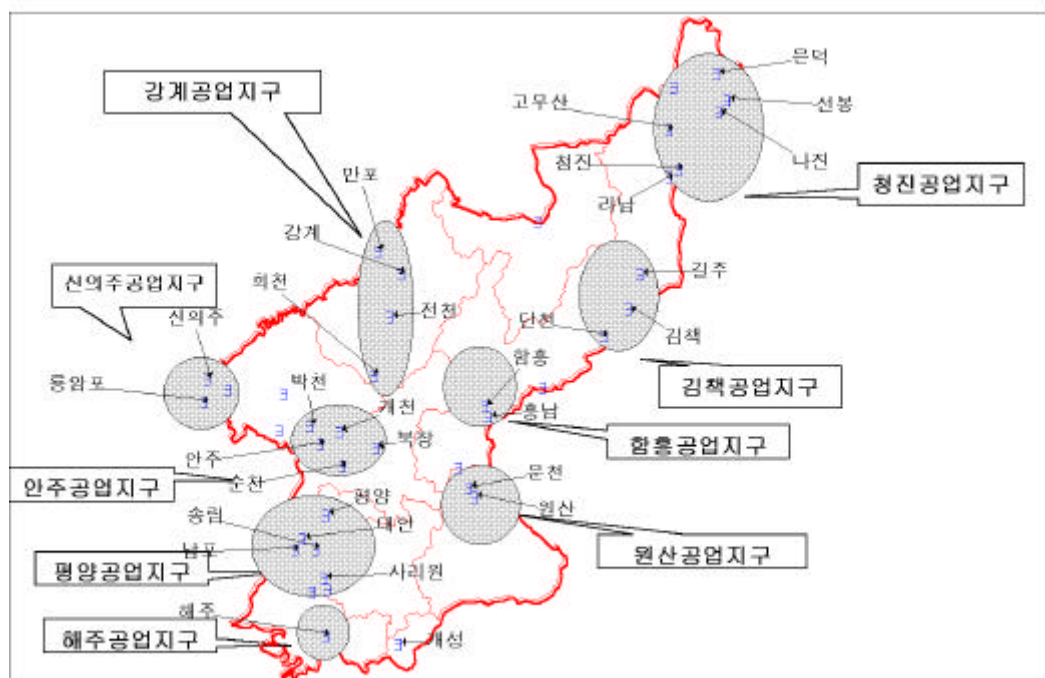 은덕
강계공업지구
선봉
고무산
나진
청진
만포
청진공업지구
라남
강계
길주
희천
신의주공업지구
전천
신의주
단천
김책
함흥
박천
룡암포
김책공업지구
개천
흥남
안주
북창
함흥공업지구
문천
안주공업지구
순천
평양
원산
송림
대안
원산공업지구
남포
평양공업지구
사리원
해주
해주공업지구
개성